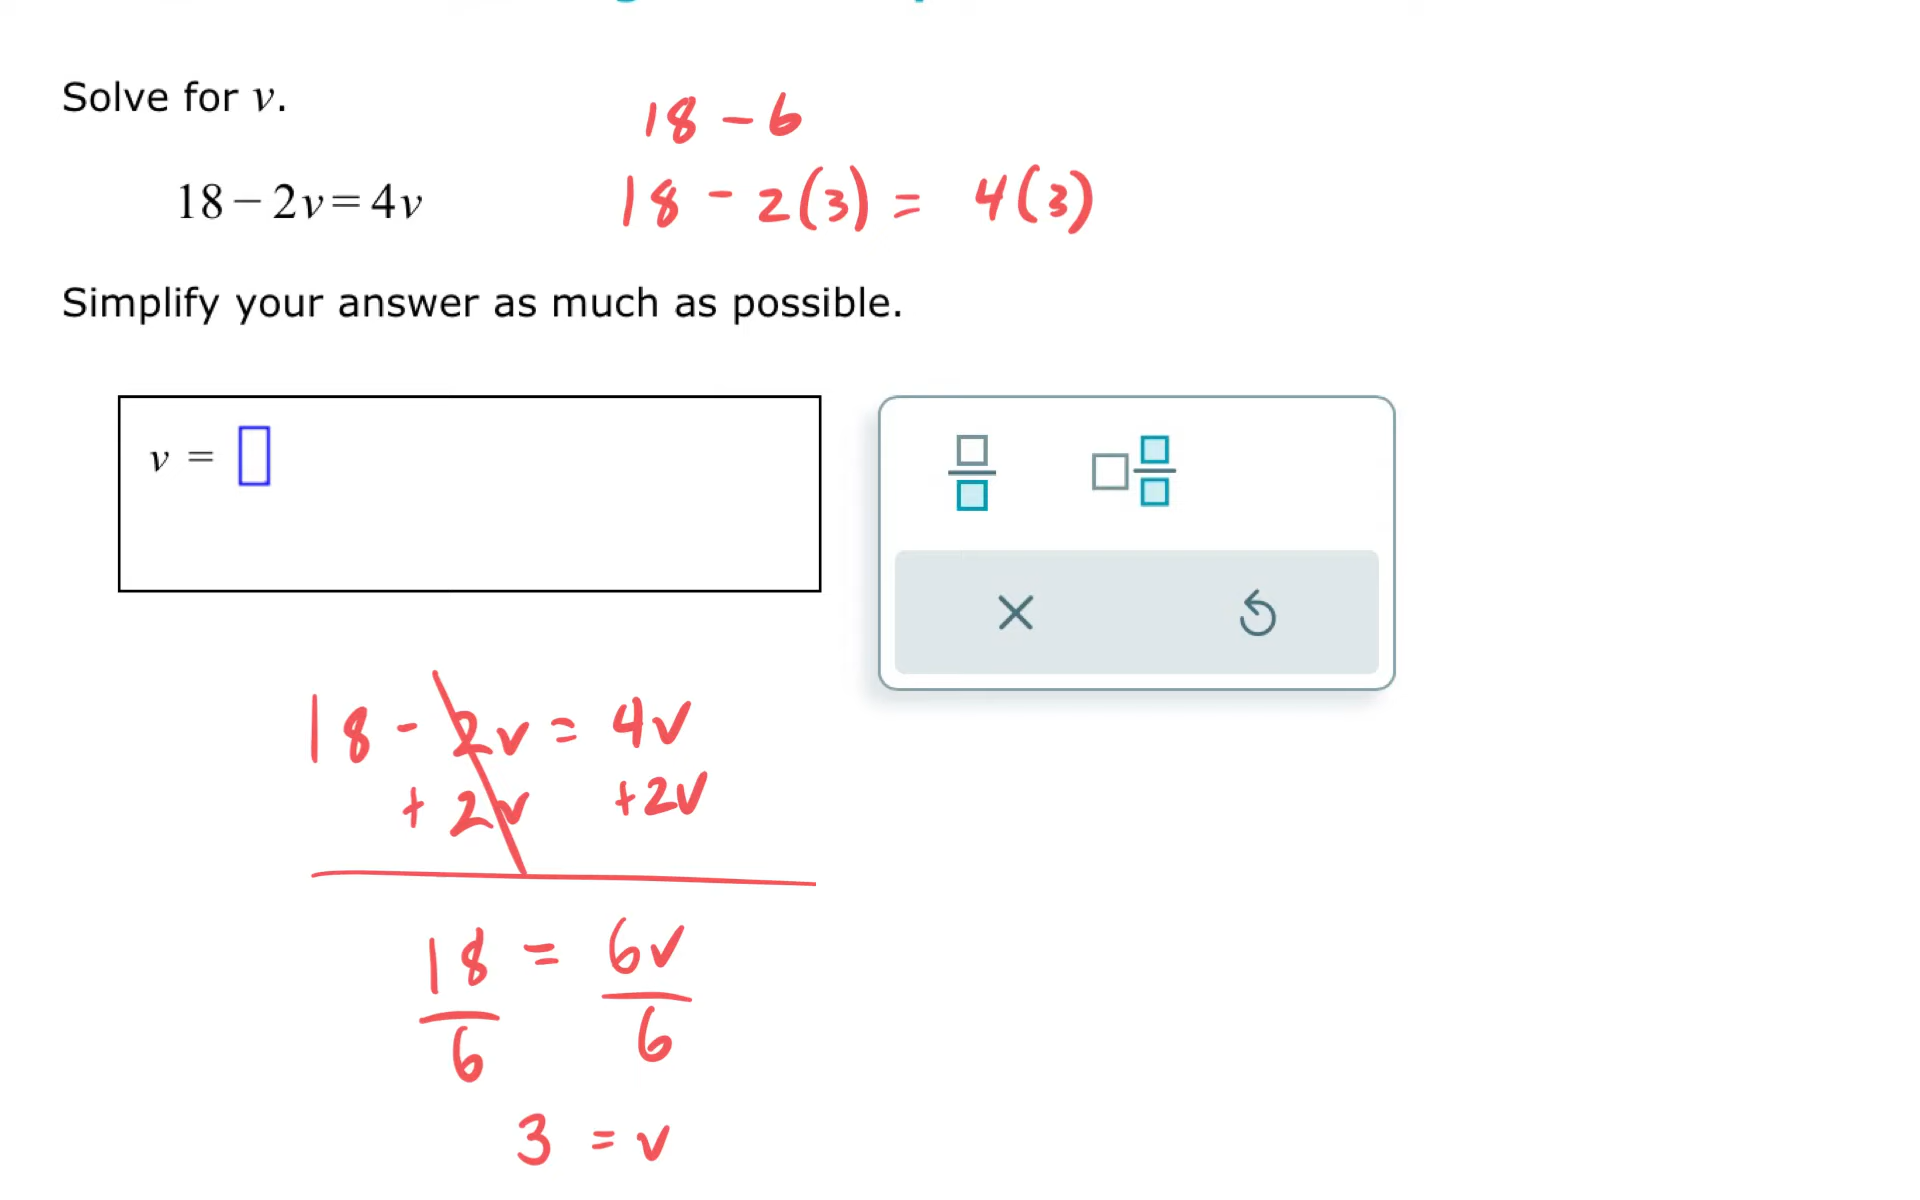 Solve for v.
18 - 6
18 − 2v = 4v
18 - 2(3) = 4(3)
Simplify your answer as much as possible.
v =
18 - 2v = 4v
+ 2v +2v
18 = 6v
6 6
3 = v